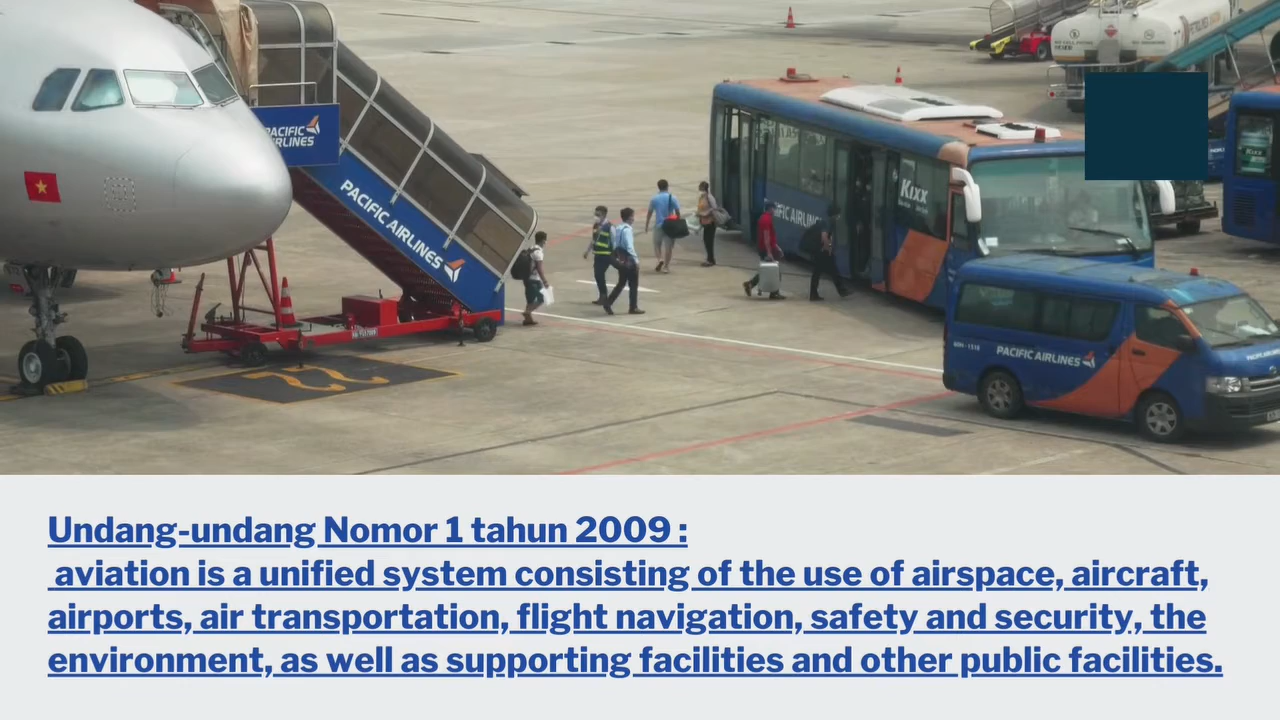 PACIFIC
AIRLINES
PACIFIC AIRLINES
Kixx
PACIFIC AIRLINES
PACIFIC AIRLINES
Undang-undang Nomor 1 tahun 2009 :
aviation is a unified system consisting of the use of airspace, aircraft,
airports, air transportation, flight navigation, safety and security, the
environment, as well as supporting facilities and other public facilities.